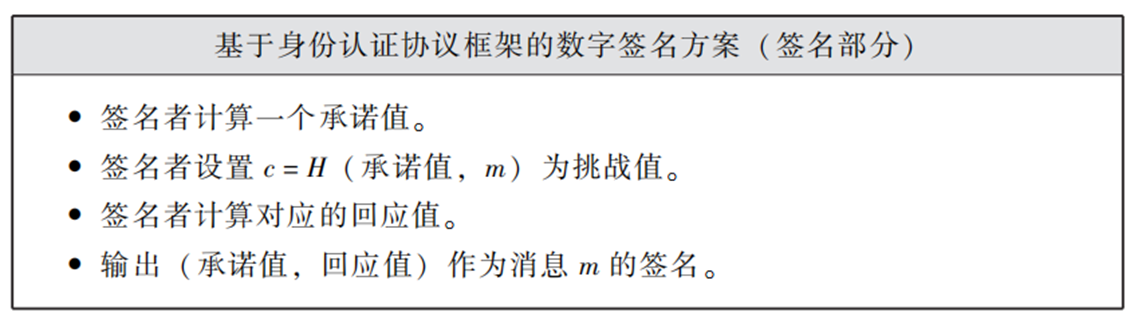 基于身份认证协议框架的数字签名方案（签名部分）
• 签名者计算一个承诺值。
• 签名者设置 c = H（承诺值，m）为挑战值。
• 签名者计算对应的回应值。
• 输出（承诺值，回应值）作为消息 m 的签名。